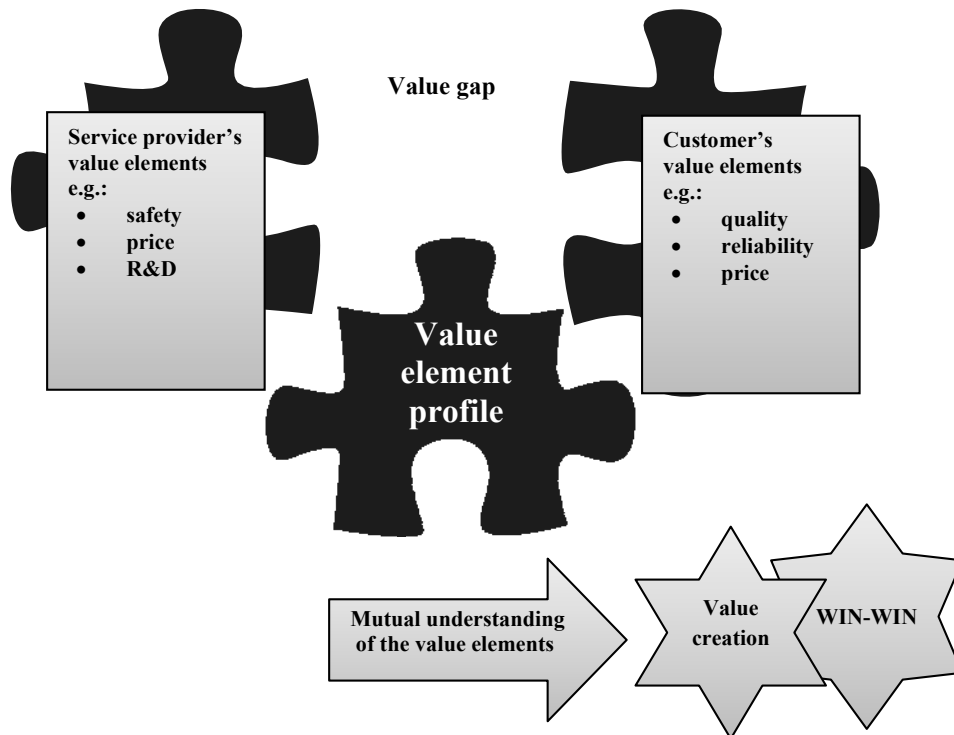 Value gap
Service provider’s
value elements
e.g.:
• safety
• price
• R&D
Customer’s
value elements
e.g.:
• quality
• reliability
• price
Value
element
profile
Mutual understanding
of the value elements
Value
creation
WIN-WIN